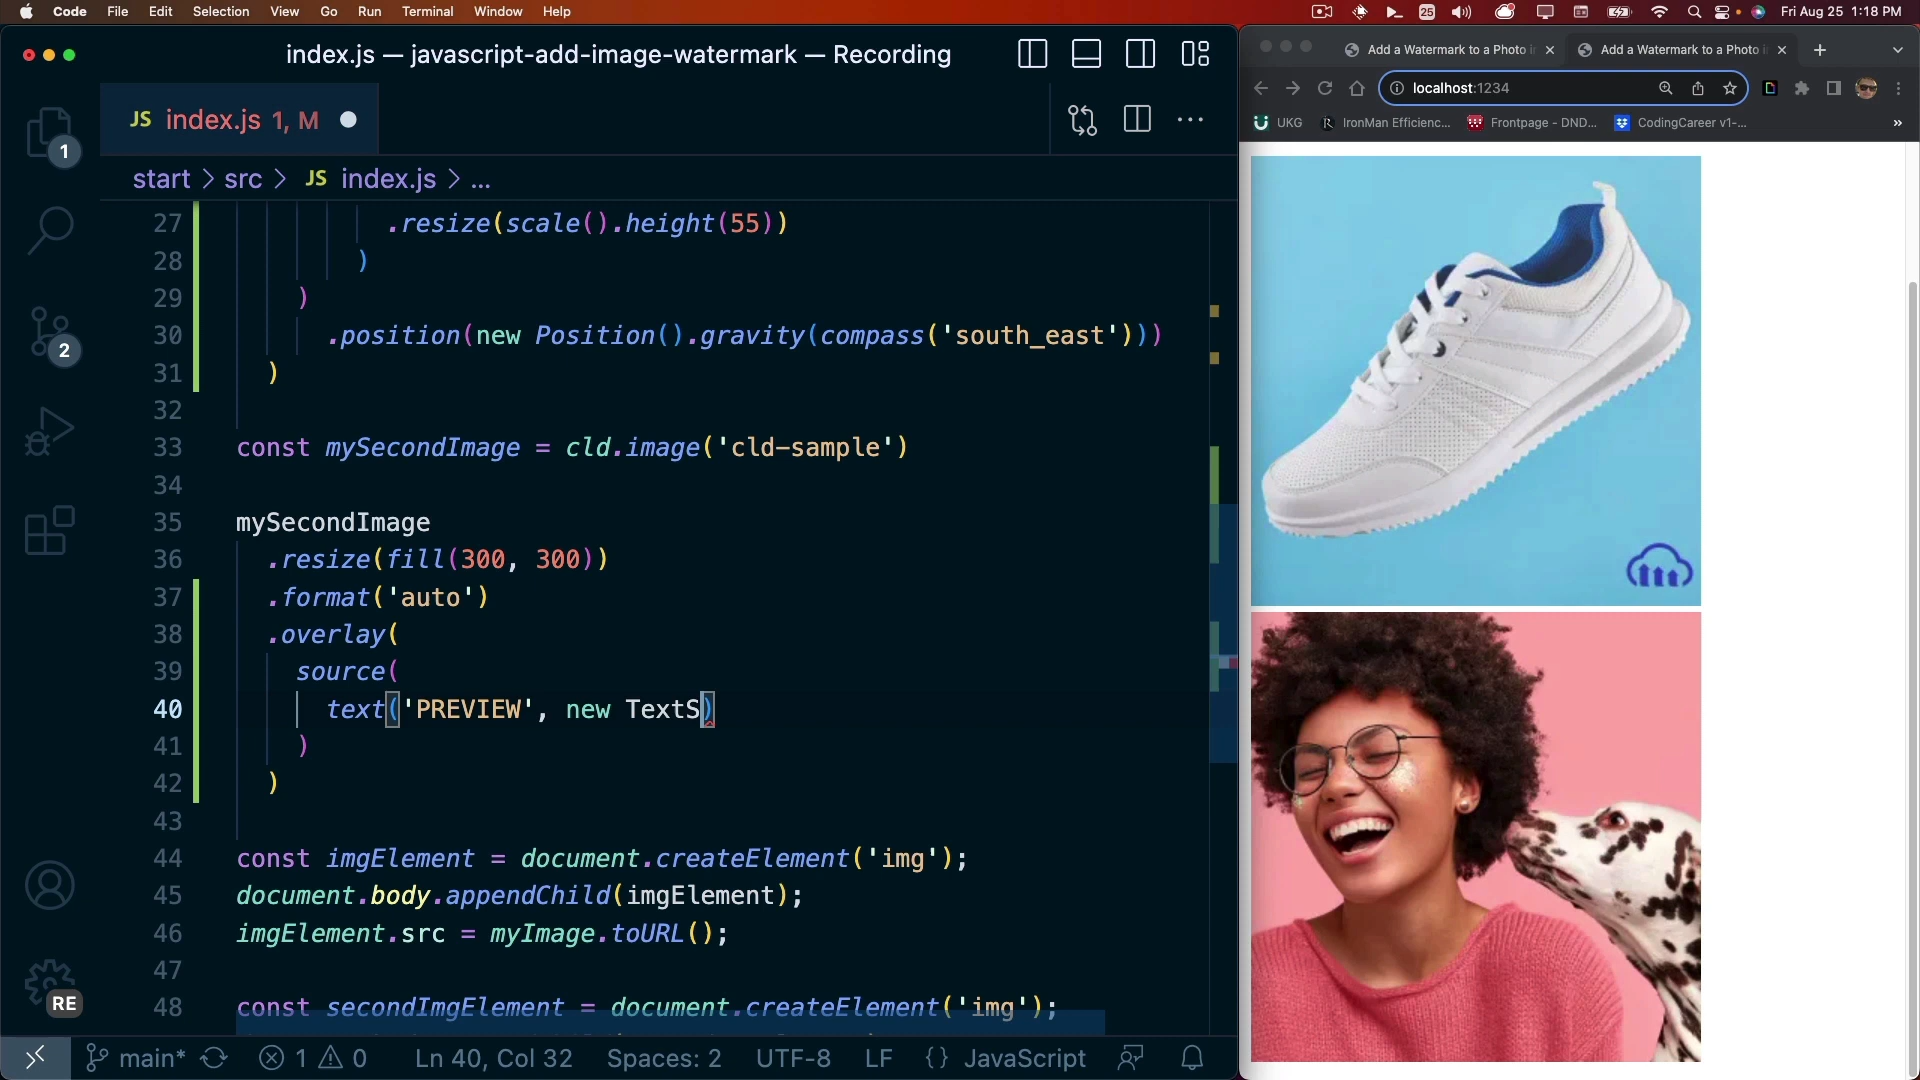 Code File Edit Selection View Go Run Terminal Window Help
25 Fri Aug 25 1:18 PM
index.js — javascript-add-image-watermark — Recording
JS index.js 1, M
start > src > JS index.js > ...
1
2
27 .resize(scale().height(55))
28 )
29 )
30 .position(new Position().gravity(compass('south_east')))
31 )
32
33 const mySecondImage = cld.image('cld-sample')
34
35 mySecondImage
36 .resize(fill(300, 300))
37 .format('auto')
38 .overlay(
39 source(
40 text('PREVIEW', new TextS)
41 )
42 )
43
44 const imgElement = document.createElement('img');
45 document.body.appendChild(imgElement);
46 imgElement.src = myImage.toURL();
47
48 const secondImgElement = document.createElement('img');
RE
main* 1 0 Ln 40, Col 32 Spaces: 2 UTF-8 LF {} JavaScript
Add a Watermark to a Photo i
Add a Watermark to a Photo i
localhost:1234
UKG IronMan Efficienc... Frontpage - DND... CodingCareer v1-... »